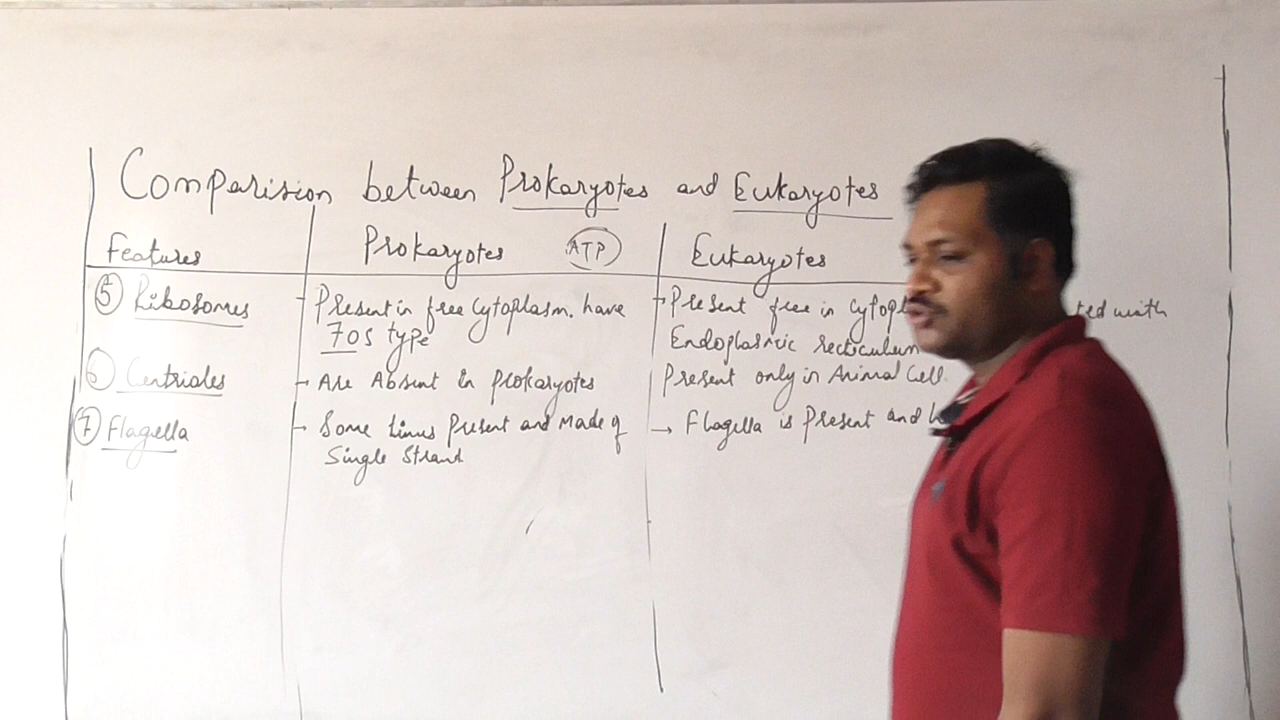 Comparision between Prokaryotes and Eukaryotes
Features Prokaryotes ATP Eukaryotes
5 Ribosomes
Present in free Cytoplasm. have
70s type
Present free in ted with
Endoplasmic recticulum
6 Centrioles
Are Absent in Prokaryotes
Present only in Animal Cell.
7 Flagella
Some times Present and Made of
Single Strand
Flagella is Present and